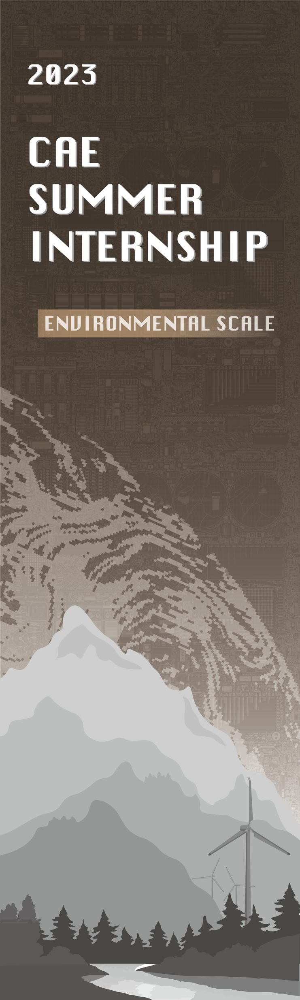 2023
CAE
SUMMER
INTERNSHIP
ENVIRONMENTAL SCALE